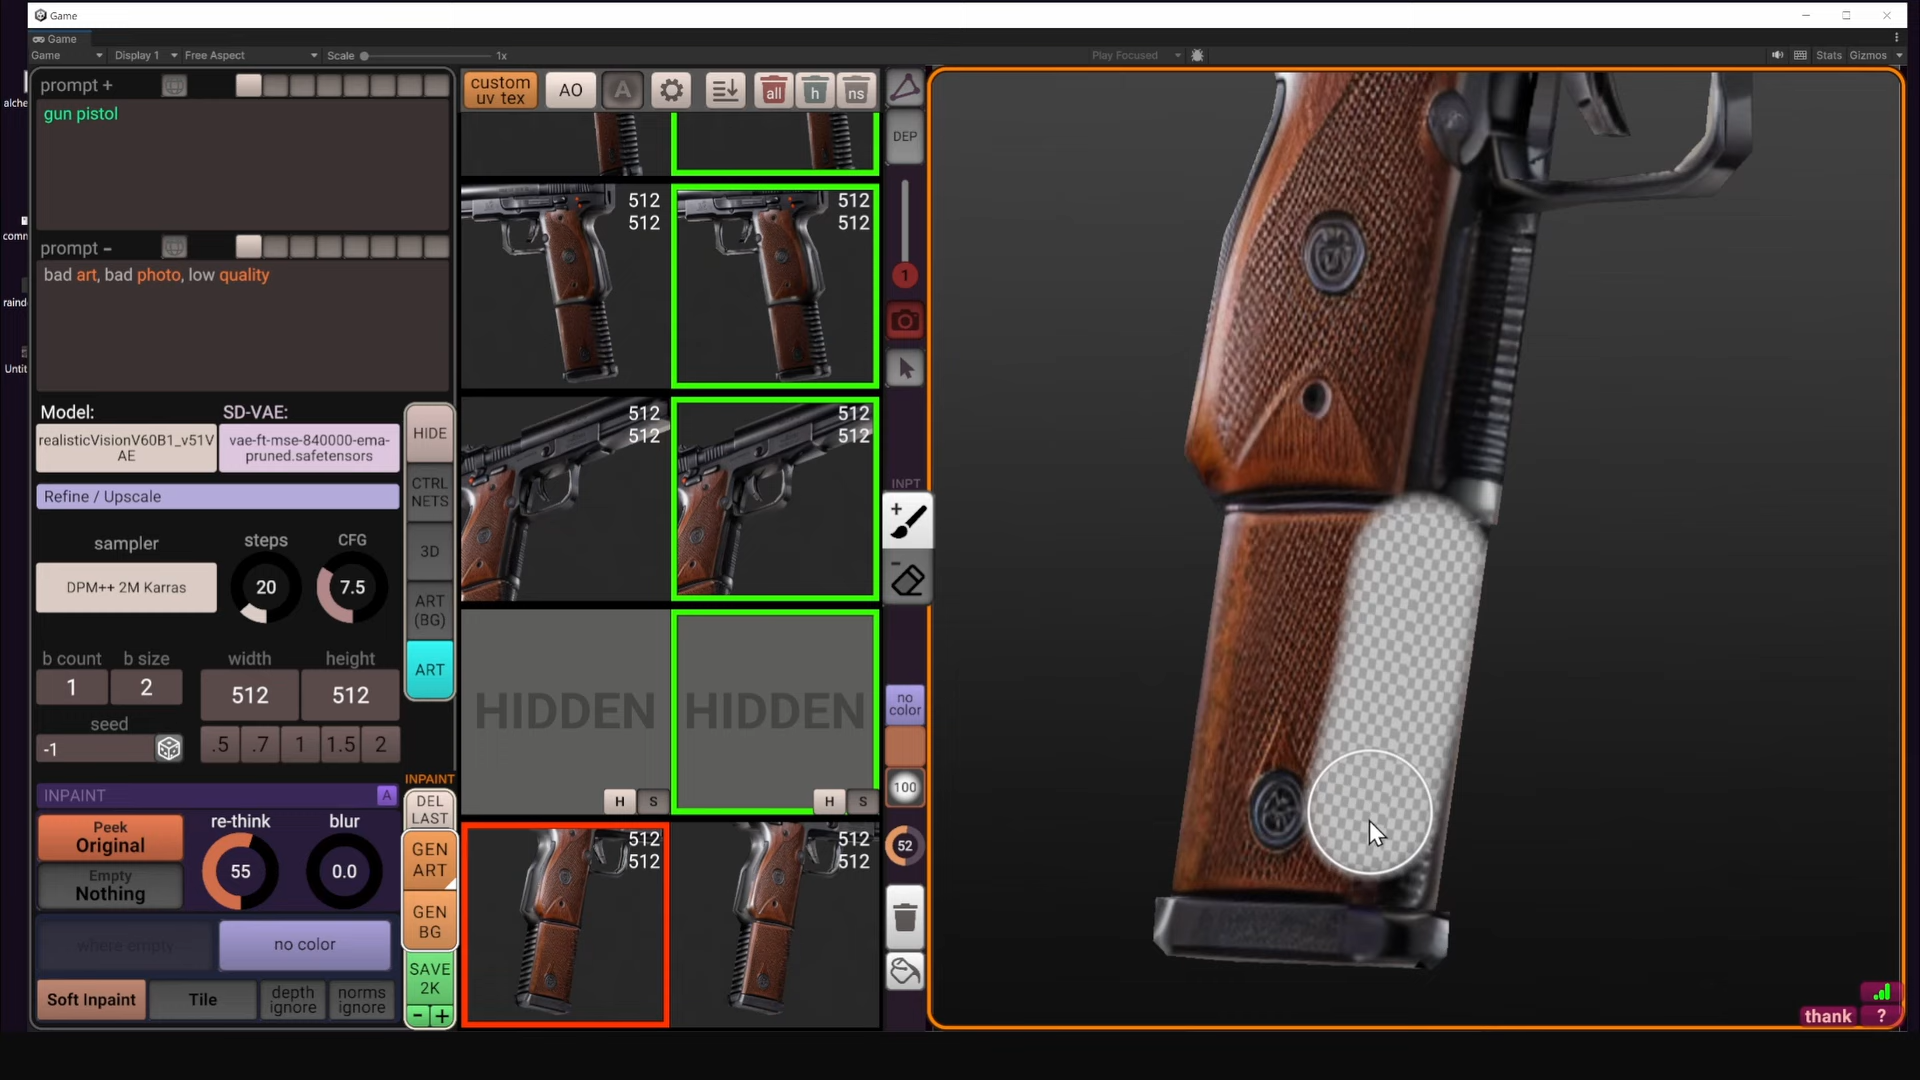 Game
Game
Game
Display 1
Free Aspect
Scale
1x
Play Focused
Stats
Gizmos
alche
comn
raind
Untit
prompt +
gun pistol
prompt -
bad art, bad photo, low quality
Model:
SD-VAE:
realisticVisionV60B1_v51V
AE
vae-ft-mse-840000-ema-
pruned.safetensors
Refine / Upscale
sampler
steps
CFG
DPM++ 2M Karras
20
7.5
b count
b size
width
height
1
2
512
512
seed
-1
.5
.7
1
1.5
2
INPAINT
A
Peek
Original
Empty
Nothing
re-think
blur
55
0.0
where empty
no color
Soft Inpaint
Tile
depth
ignore
norms
ignore
HIDE
CTRL
NETS
3D
ART
(BG)
ART
INPAINT
DEL
LAST
GEN
ART
GEN
BG
SAVE
2K
- +
custom
uv tex
AO
A
all
h
ns
512
512
512
512
512
512
512
512
HIDDEN
HIDDEN
H
S
H
S
512
512
512
512
DEP
1
INPT
+
-
no
color
100
52
thank
?